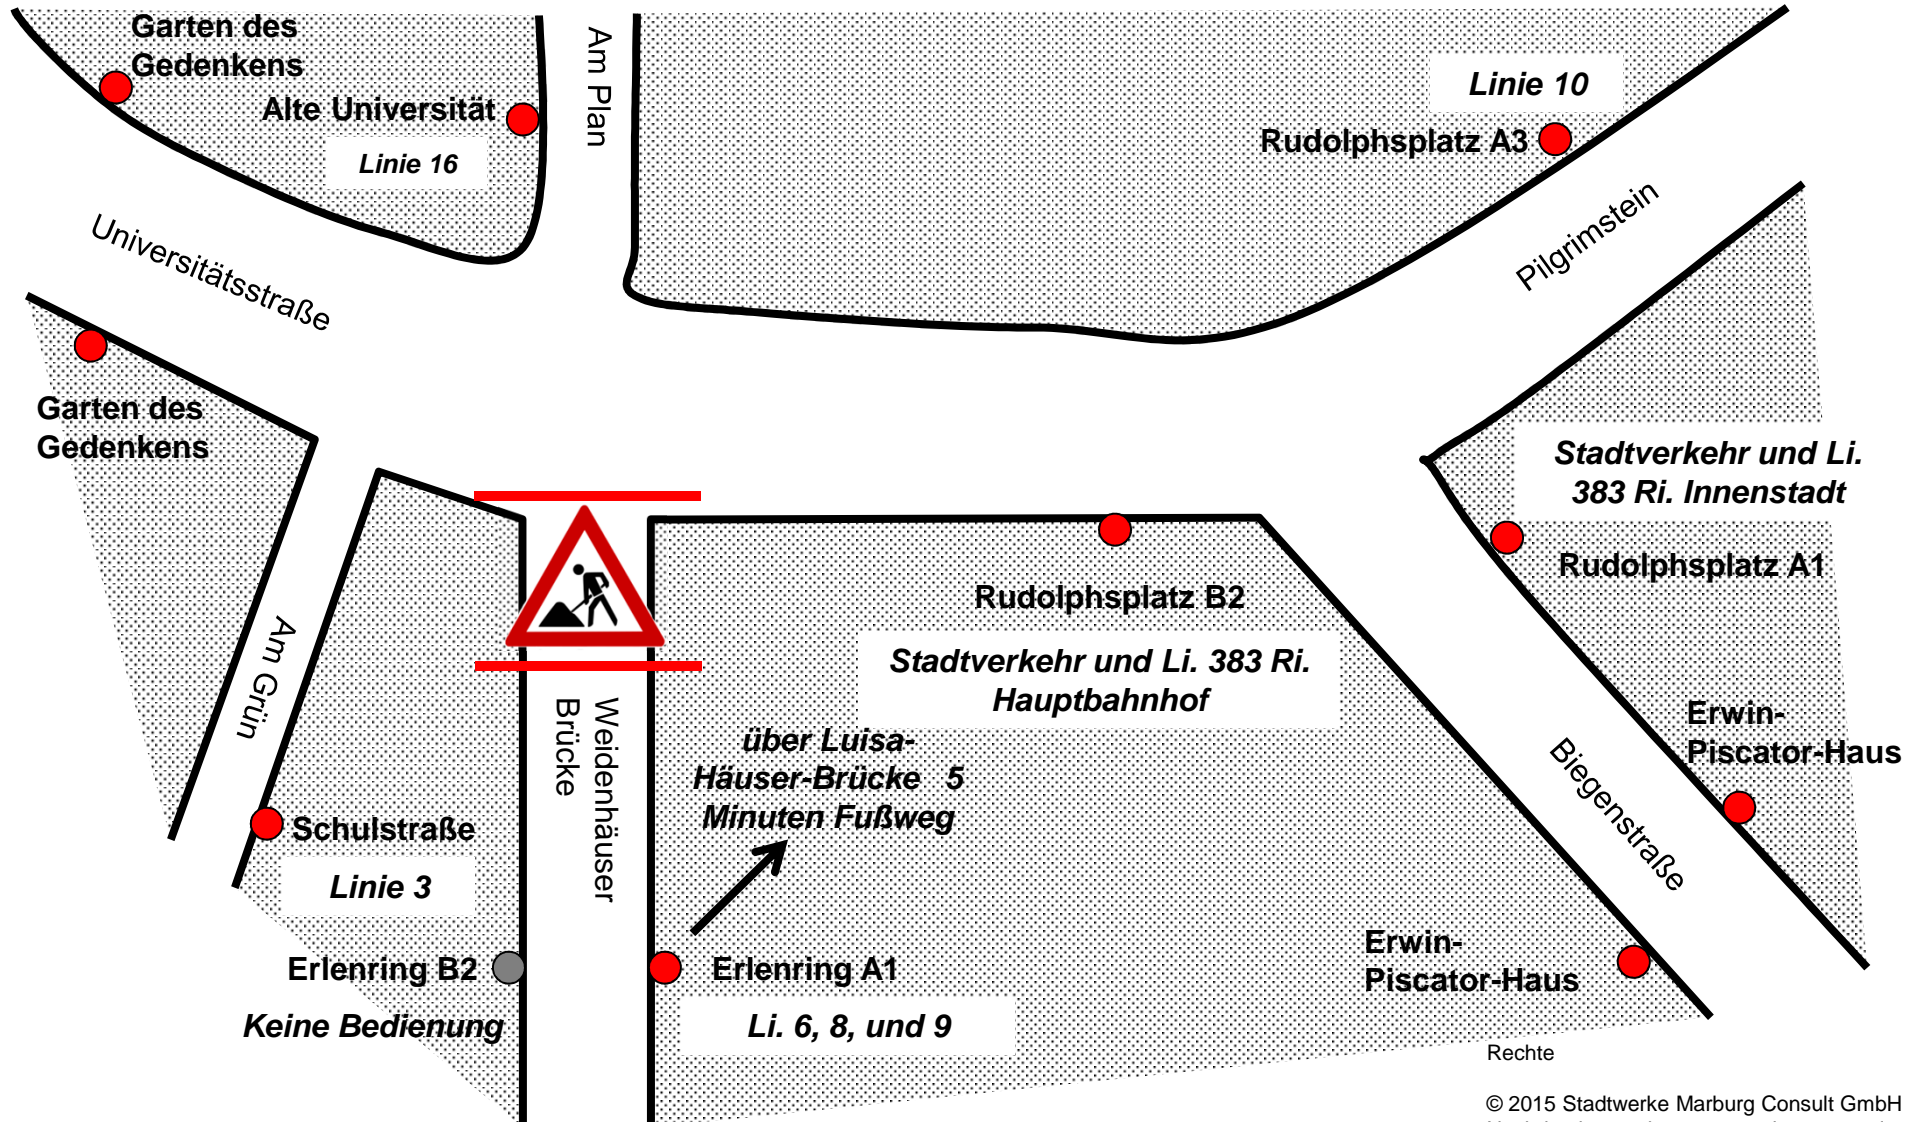 Garten des
Gedenkens
Alte Universität
Linie 16
Am Plan
Linie 10
Rudolphsplatz A3
Universitätsstraße
Pilgrimstein
Garten des
Gedenkens
Stadtverkehr und Li.
383 Ri. Innenstadt
Rudolphsplatz A1
Rudolphsplatz B2
Stadtverkehr und Li. 383 Ri.
Hauptbahnhof
Am Grün
Weidenhäuser
Brücke
über Luisa-
Häuser-Brücke 5
Minuten Fußweg
Biegenstraße
Erwin-
Piscator-Haus
Schulstraße
Linie 3
Erlenring B2
Keine Bedienung
Erlenring A1
Li. 6, 8, und 9
Erwin-
Piscator-Haus
Rechte
© 2015 Stadtwerke Marburg Consult GmbH